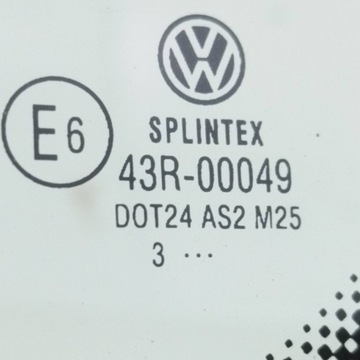 SPLINTEX
E6
43R-00049
DOT24 AS2 M25
3 ...